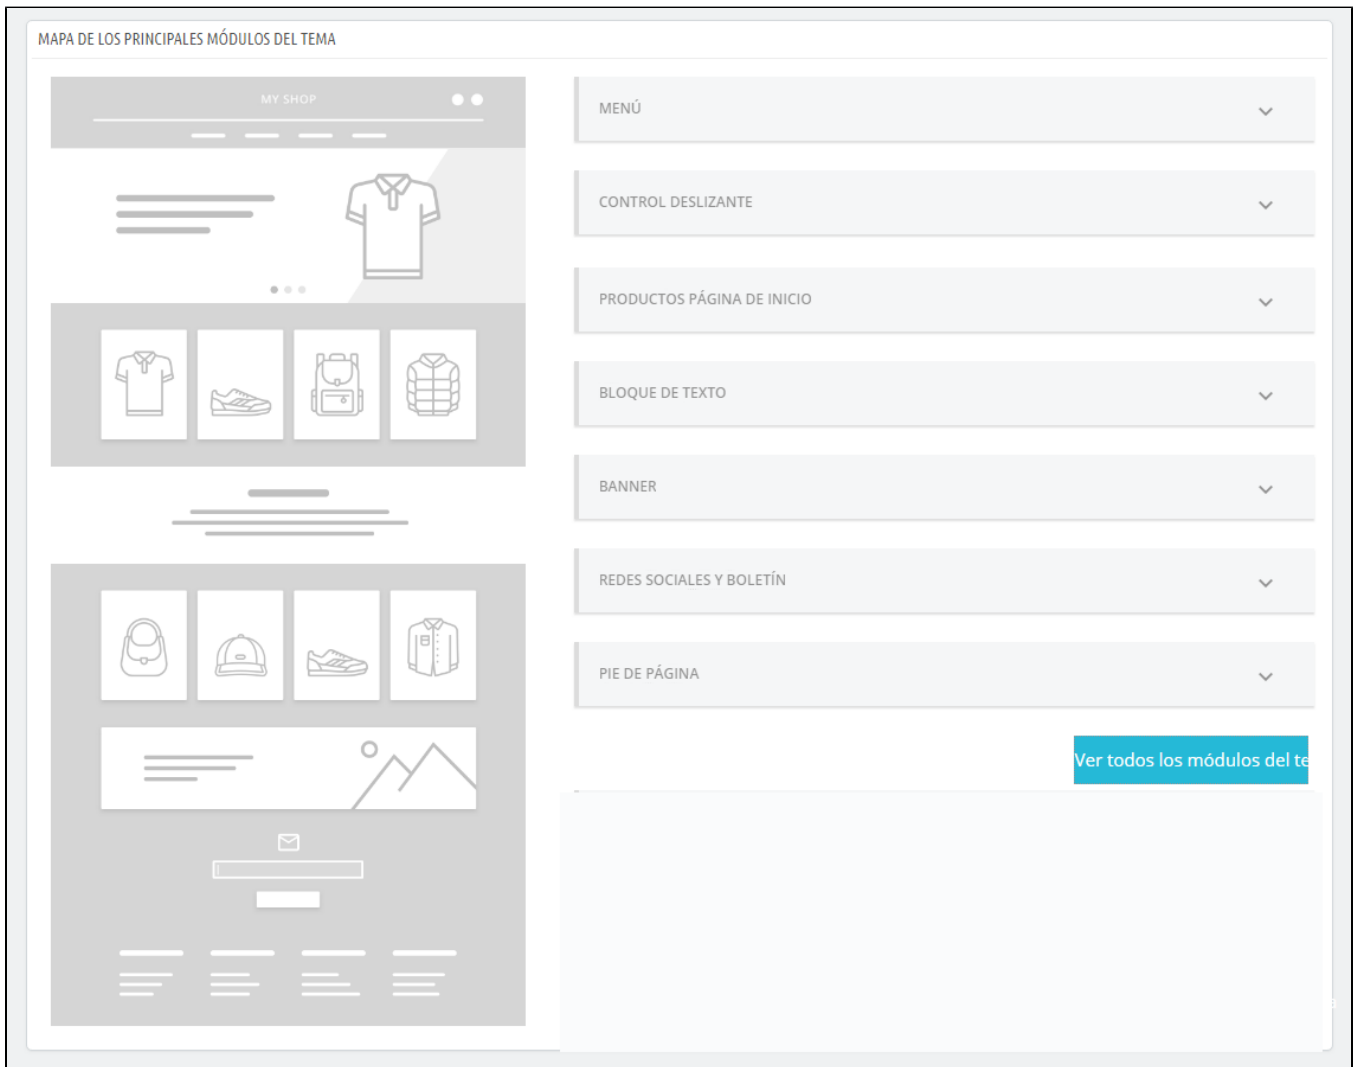 MAPA DE LOS PRINCIPALES MÓDULOS DEL TEMA
MY SHOP
MENÚ
CONTROL DESLIZANTE
PRODUCTOS PÁGINA DE INICIO
BLOQUE DE TEXTO
BANNER
REDES SOCIALES Y BOLETÍN
PIE DE PÁGINA
Ver todos los módulos del te